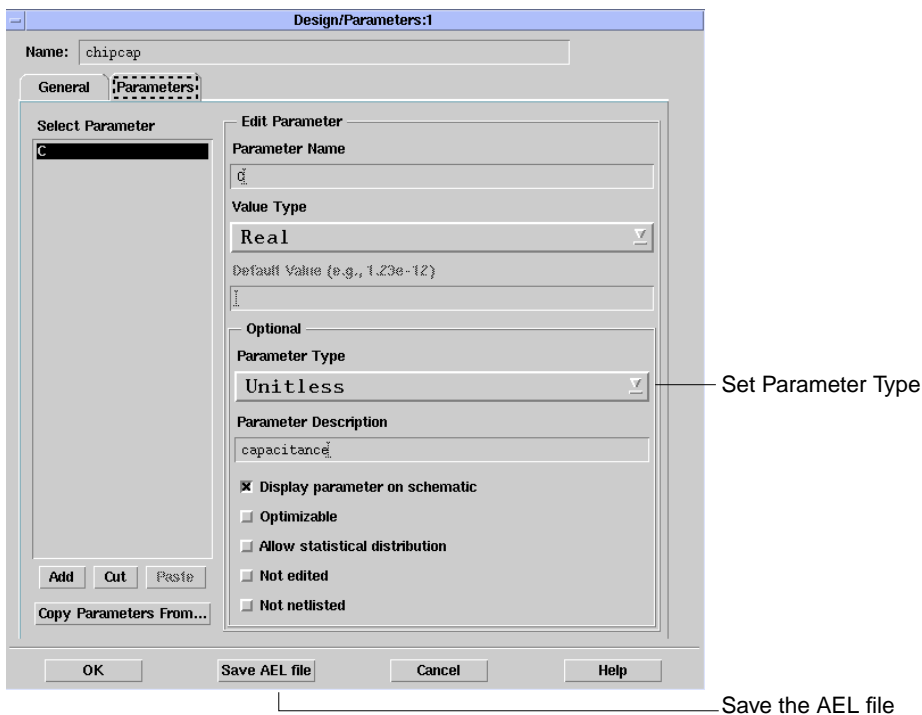 Design/Parameters:1
Name: chipcap
General Parameters
Select Parameter
C
Add Cut Paste
Copy Parameters From...
Edit Parameter
Parameter Name
C
Value Type
Real
Default Value (e.g., 1.23e-12)
Optional
Parameter Type
Unitless
Set Parameter Type
Parameter Description
capacitance
Display parameter on schematic
Optimizable
Allow statistical distribution
Not edited
Not netlisted
OK Save AEL file Cancel Help
Save the AEL file